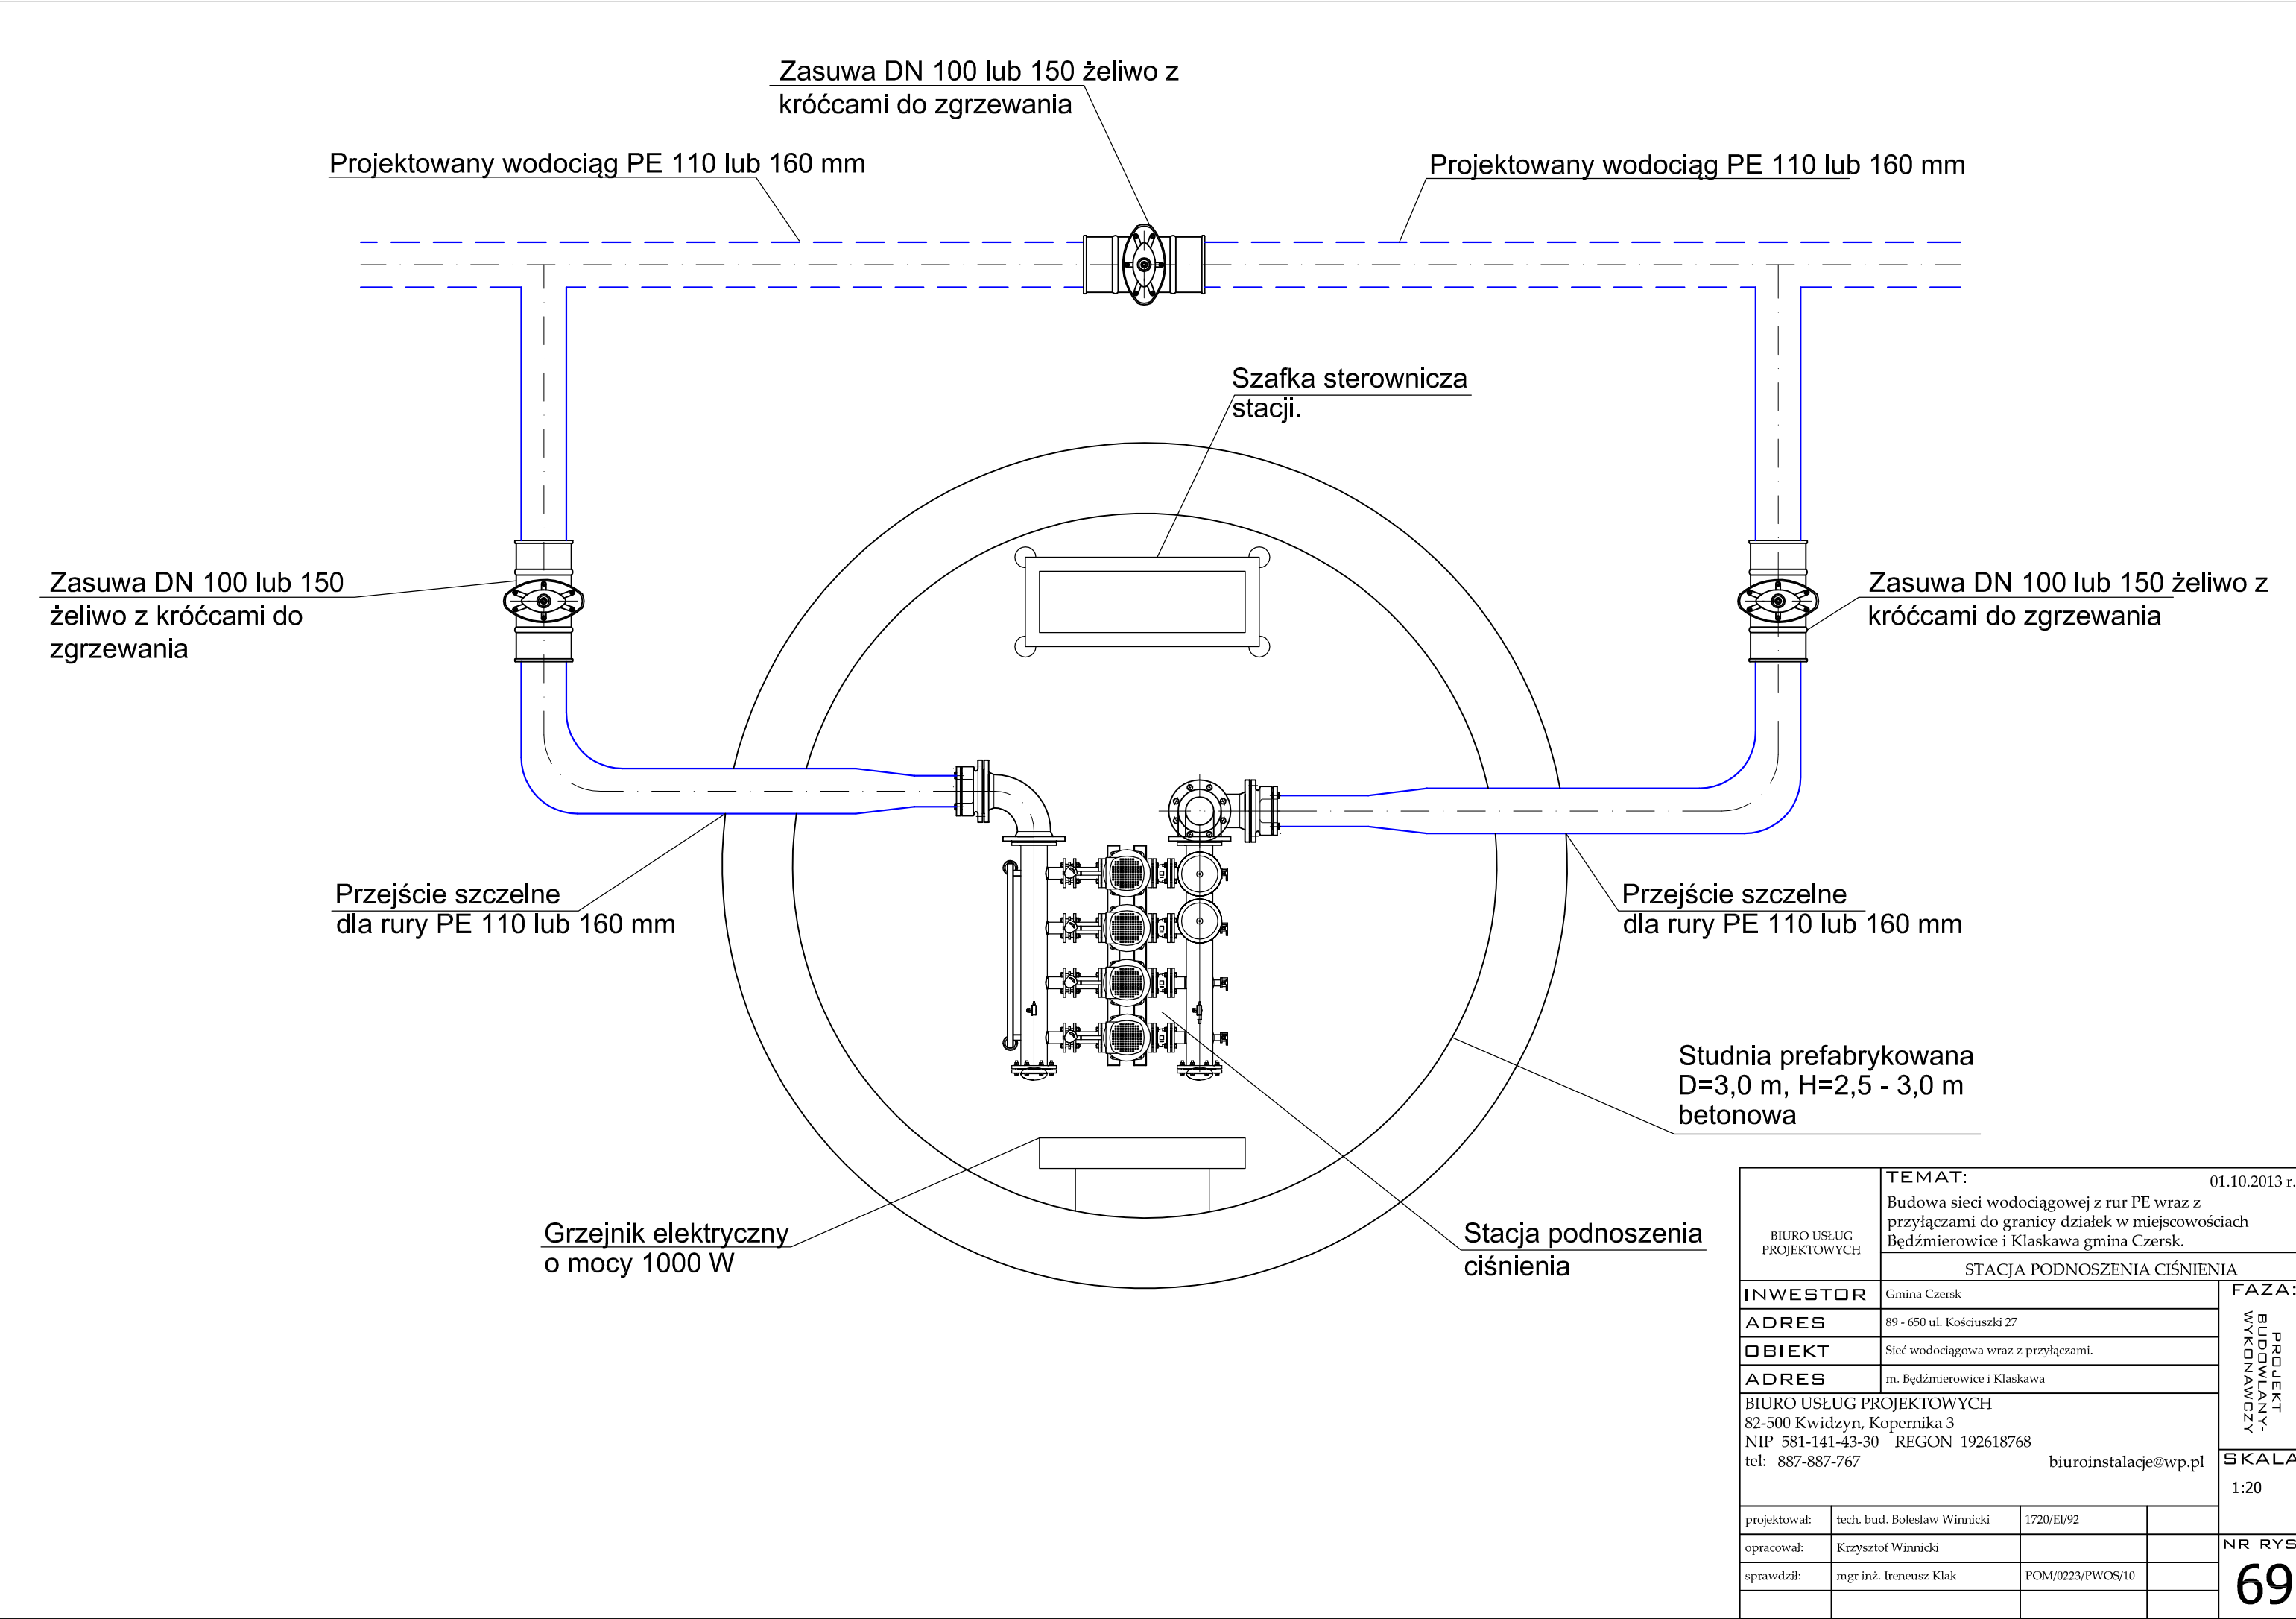 Zasuwa DN 100 lub 150 żeliwo z
króćcami do zgrzewania
Projektowany wodociąg PE 110 lub 160 mm
Projektowany wodociąg PE 110 lub 160 mm
Szafka sterownicza
stacji.
Zasuwa DN 100 lub 150
żeliwo z króćcami do
zgrzewania
Zasuwa DN 100 lub 150 żeliwo z
króćcami do zgrzewania
Przejście szczelne
dla rury PE 110 lub 160 mm
Przejście szczelne
dla rury PE 110 lub 160 mm
Studnia prefabrykowana
D=3,0 m, H=2,5 - 3,0 m
betonowa
Grzejnik elektryczny
o mocy 1000 W
Stacja podnoszenia
ciśnienia
BIURO USŁUG
PROJEKTOWYCH
TEMAT: 01.10.2013 r.
Budowa sieci wodociągowej z rur PE wraz z
przyłączami do granicy działek w miejscowościach
Będźmierowice i Klaskawa gmina Czersk.
STACJA PODNOSZENIA CIŚNIENIA
INWESTOR Gmina Czersk
ADRES 89 - 650 ul. Kościuszki 27
OBIEKT Sieć wodociągowa wraz z przyłączami.
ADRES m. Będźmierowice i Klaskawa
FAZA:
PROJEKT
BUDOWLANY-
WYKONAWCZY
BIURO USŁUG PROJEKTOWYCH
82-500 Kwidzyn, Kopernika 3
NIP 581-141-43-30 REGON 192618768
tel: 887-887-767 biuroinstalacje@wp.pl
SKALA
1:20
projektował: tech. bud. Bolesław Winnicki 1720/El/92
opracował: Krzysztof Winnicki
sprawdził: mgr inż. Ireneusz Klak POM/0223/PWOS/10
NR RYS
69